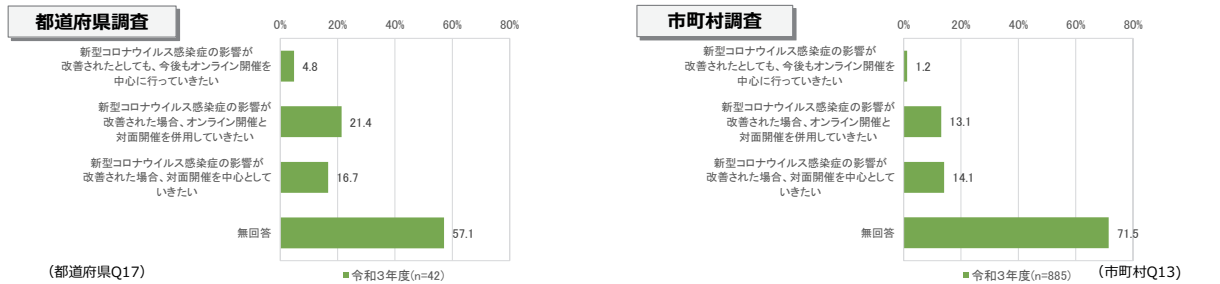 都道府県調査
0% 20% 40% 60% 80%
新型コロナウイルス感染症の影響が
改善されたとしても、今後もオンライン開催を
中心に行っていきたい
4.8
新型コロナウイルス感染症の影響が
改善された場合、オンライン開催と
対面開催を併用していきたい
21.4
新型コロナウイルス感染症の影響が
改善された場合、対面開催を中心として
いきたい
16.7
無回答
57.1
(都道府県Q17)
令和3年度(n=42)
市町村調査
0% 20% 40% 60% 80%
新型コロナウイルス感染症の影響が
改善されたとしても、今後もオンライン開催を
中心に行っていきたい
1.2
新型コロナウイルス感染症の影響が
改善された場合、オンライン開催と
対面開催を併用していきたい
13.1
新型コロナウイルス感染症の影響が
改善された場合、対面開催を中心として
いきたい
14.1
無回答
71.5
令和3年度(n=885)
(市町村Q13)